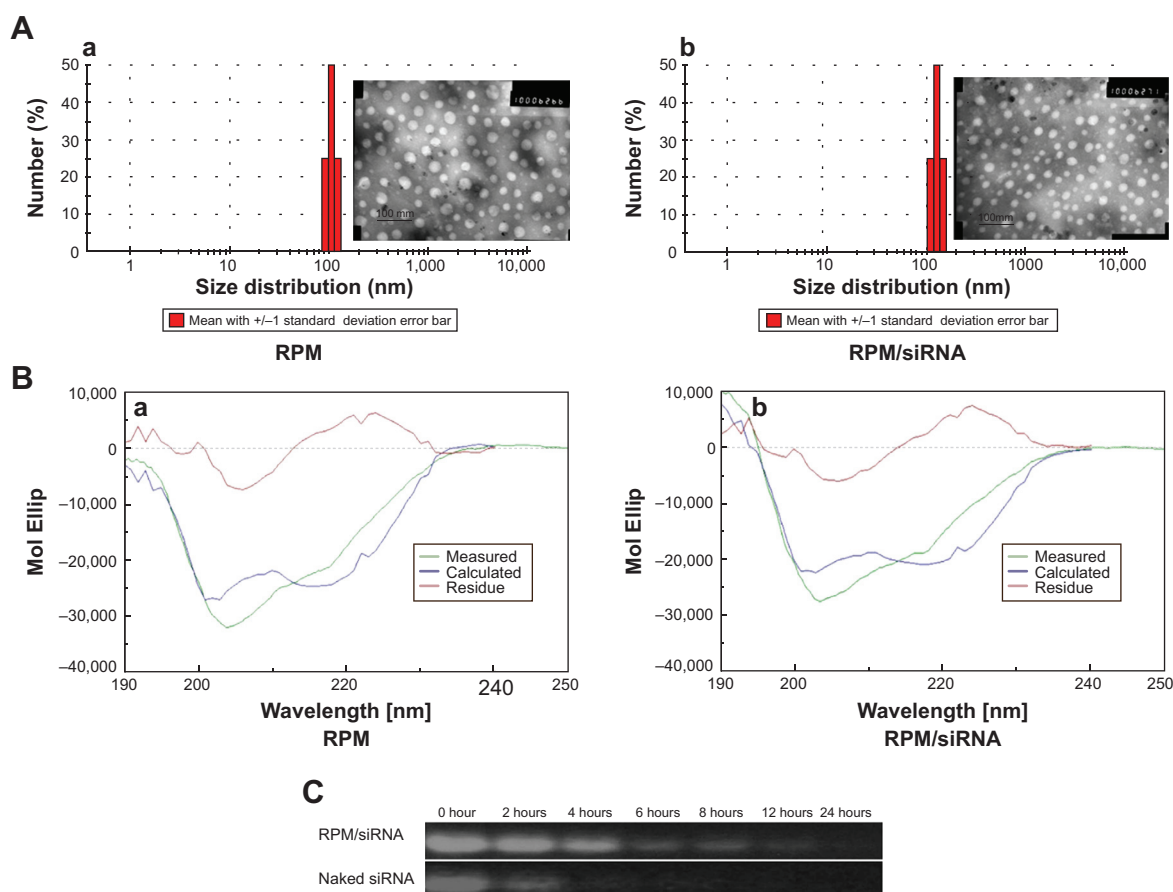 A
a
b
50
40
30
20
10
0
Number (%)
10006266
100 mm
1
10
100
1,000
10,000
Size distribution (nm)
Mean with +/–1 standard deviation error bar
RPM
50
40
30
20
10
0
Number (%)
10006271
100mm
1
10
100
1000
10,000
Size distribution (nm)
Mean with +/–1 standard deviation error bar
RPM/siRNA
B
a
10,000
0
–10,000
–20,000
–30,000
–40,000
Mol Ellip
Measured
Calculated
Residue
190
200
220
240
250
Wavelength [nm]
RPM
b
10,000
0
–10,000
–20,000
–30,000
–40,000
Mol Ellip
Measured
Calculated
Residue
190
200
220
240
250
Wavelength [nm]
RPM/siRNA
C
0 hour 2 hours 4 hours 6 hours 8 hours 12 hours 24 hours
RPM/siRNA
Naked siRNA